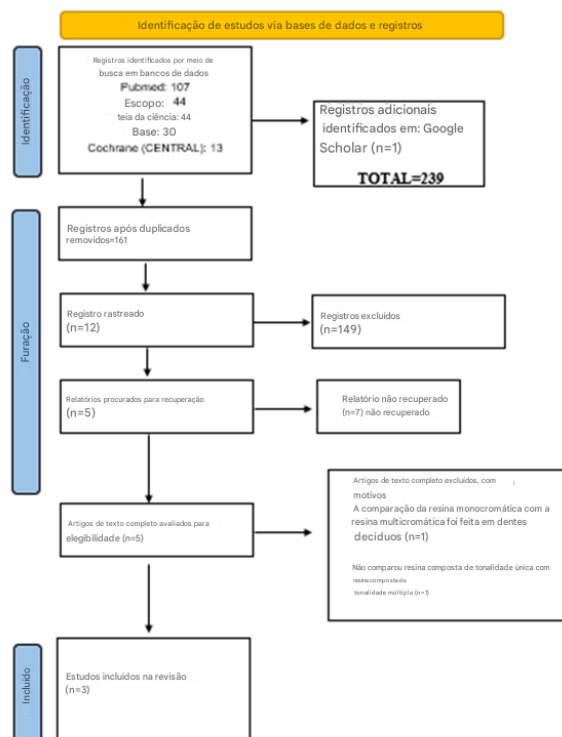 Identificação de estudos via bases de dados e registros
Identificação
Registros identificados por meio de
busca em bancos de dados
Pubmed: 107
Escopo: 44
teia da ciência: 44
Base: 30
Cochrane (CENTRAL): 13
Registros adicionais
identificados em: Google
Scholar (n=1)
TOTAL=239
Furação
Registros após duplicados
removidos=161
Registro rastreado
(n=12)
Registros excluídos
(n=149)
Relatórios procurados para recuperação
(n=5)
Relatório não recuperado
(n=7) não recuperado
Artigos de texto completo avaliados para
elegibilidade (n=5)
Artigos de texto completo excluídos, com
motivos
A comparação da resina monocromática com a
resina multicromática foi feita em dentes
decíduos (n=1)
Não comparou resina composta de tonalidade única com
resina composta de
tonalidade múltipla (n=1)
Incluído
Estudos incluídos na revisão
(n=3)